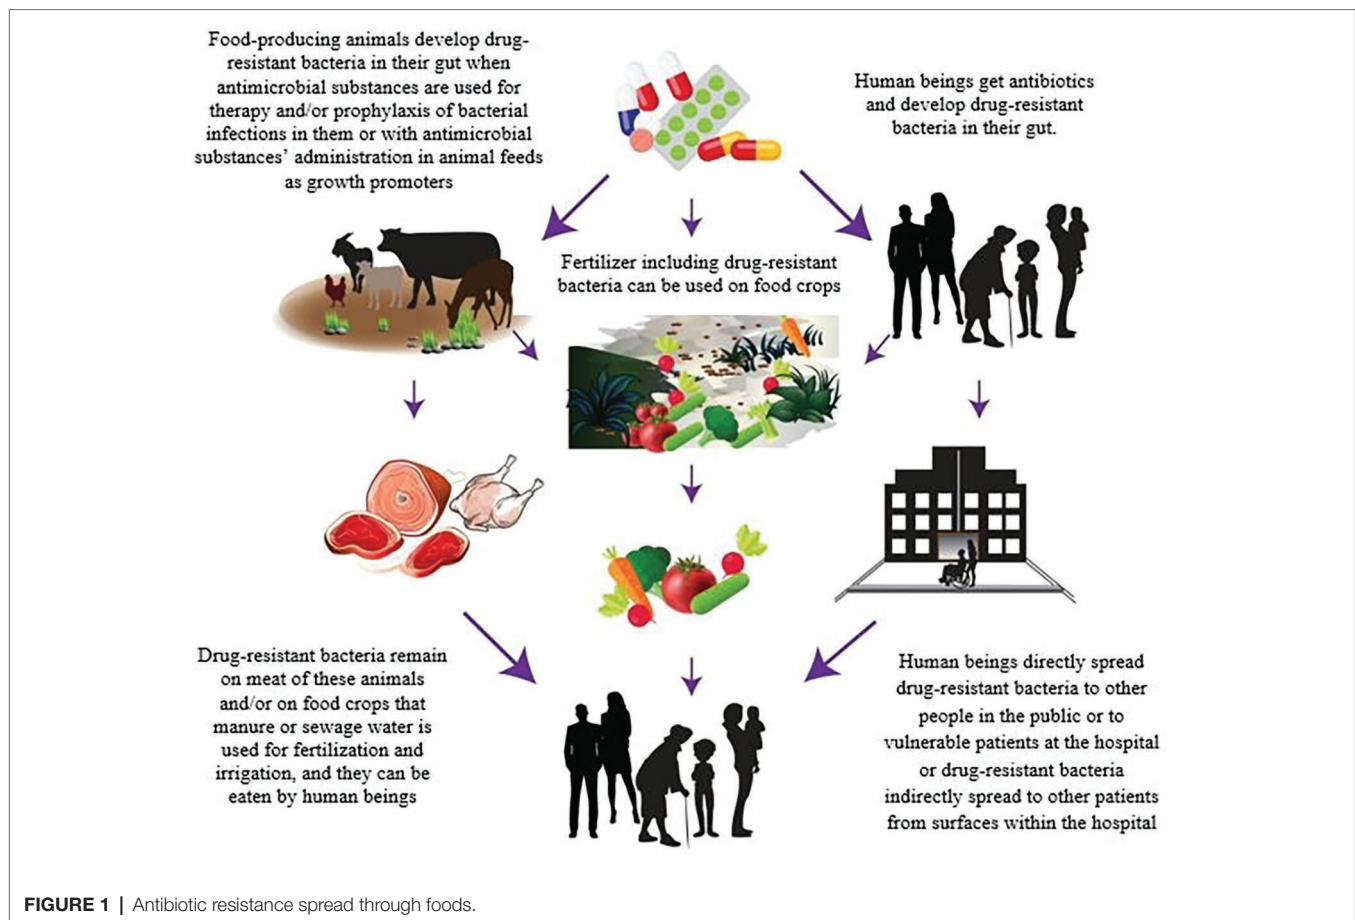 Food-producing animals develop drug-
resistant bacteria in their gut when
antimicrobial substances are used for
therapy and/or prophylaxis of bacterial
infections in them or with antimicrobial
substances' administration in animal feeds
as growth promoters
Human beings get antibiotics
and develop drug-resistant
bacteria in their gut.
Fertilizer including drug-resistant
bacteria can be used on food crops
Drug-resistant bacteria remain
on meat of these animals
and/or on food crops that
manure or sewage water is
used for fertilization and
irrigation, and they can be
eaten by human beings
Human beings directly spread
drug-resistant bacteria to other
people in the public or to
vulnerable patients at the hospital
or drug-resistant bacteria
indirectly spread to other patients
from surfaces within the hospital
FIGURE 1 | Antibiotic resistance spread through foods.